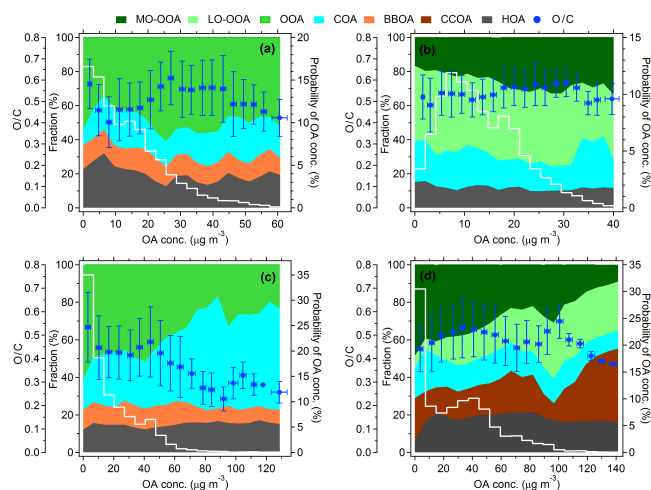 MO-OOA LO-OOA OOA COA BBOA CCOA HOA O/C
(a)
O/C
0.8 0.7 0.6 0.5 0.4 0.3 0.2 0.1 0.0
Fraction (%)
100 80 60 40 20 0
Probability of OA conc. (%)
20 15 10 5 0
0 10 20 30 40 50 60
OA conc. (µg m⁻³)
(b)
O/C
0.8 0.7 0.6 0.5 0.4 0.3 0.2 0.1 0.0
Fraction (%)
100 80 60 40 20 0
Probability of OA conc. (%)
15 10 5 0
0 10 20 30 40
OA conc. (µg m⁻³)
(c)
O/C
0.8 0.7 0.6 0.5 0.4 0.3 0.2 0.1 0.0
Fraction (%)
100 80 60 40 20 0
Probability of OA conc. (%)
35 30 25 20 15 10 5 0
0 20 40 60 80 100 120
OA conc. (µg m⁻³)
(d)
O/C
0.8 0.7 0.6 0.5 0.4 0.3 0.2 0.1 0.0
Fraction (%)
100 80 60 40 20 0
Probability of OA conc. (%)
35 30 25 20 15 10 5 0
0 20 40 60 80 100 120 140
OA conc. (µg m⁻³)